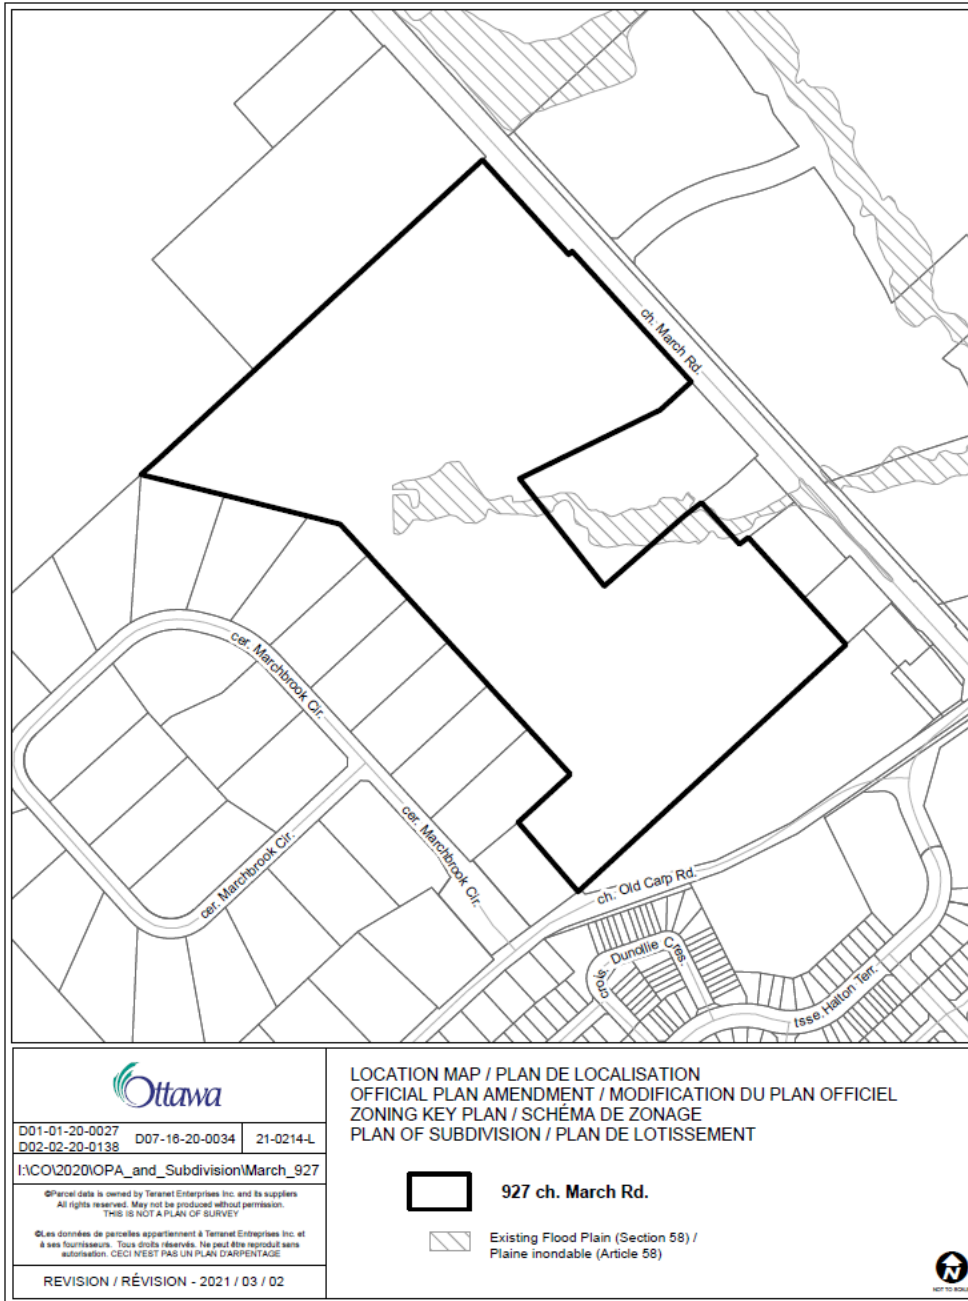 ch. March Rd.
cer. Marchbrook Cir.
cer. Marchbrook Cir.
cer. Marchbrook Cir.
ch. Old Carp Rd.
crois. Dunollie Cres.
tsse.Halton Terr.
Ottawa
D01-01-20-0027
D02-02-20-0138
D07-16-20-0034
21-0214-L
I:\CO\2020\OPA_and_Subdivision\March_927
©Parcel data is owned by Teranet Enterprises Inc. and its suppliers
All rights reserved. May not be produced without permission.
THIS IS NOT A PLAN OF SURVEY
©Les données de parcelles appartiennent à Teranet Entreprises Inc. et
à ses fournisseurs. Tous droits réservés. Ne peut être reproduit sans
autorisation. CECI N'EST PAS UN PLAN D'ARPENTAGE
REVISION / RÉVISION - 2021 / 03 / 02
LOCATION MAP / PLAN DE LOCALISATION
OFFICIAL PLAN AMENDMENT / MODIFICATION DU PLAN OFFICIEL
ZONING KEY PLAN / SCHÉMA DE ZONAGE
PLAN OF SUBDIVISION / PLAN DE LOTISSEMENT
927 ch. March Rd.
Existing Flood Plain (Section 58) /
Plaine inondable (Article 58)
N
NOT TO SCALE